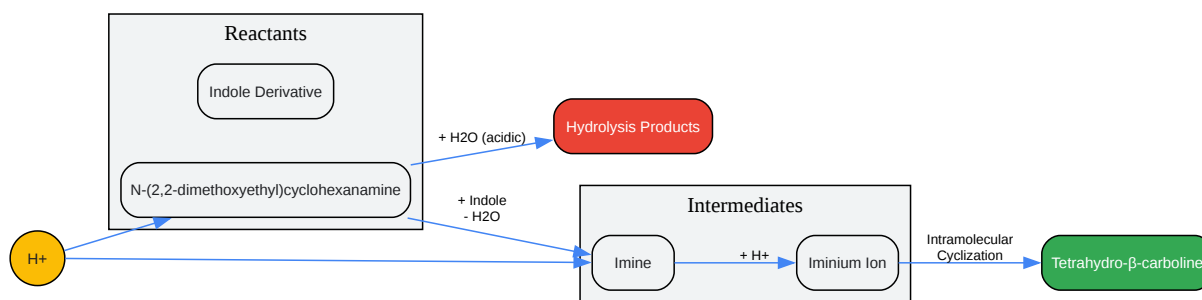 Reactants
Indole Derivative
N-(2,2-dimethoxyethyl)cyclohexanamine
H+
+ H2O (acidic)
Hydrolysis Products
+ Indole
- H2O
Intermediates
Imine
+ H+
Iminium Ion
Intramolecular
Cyclization
Tetrahydro-β-carboline